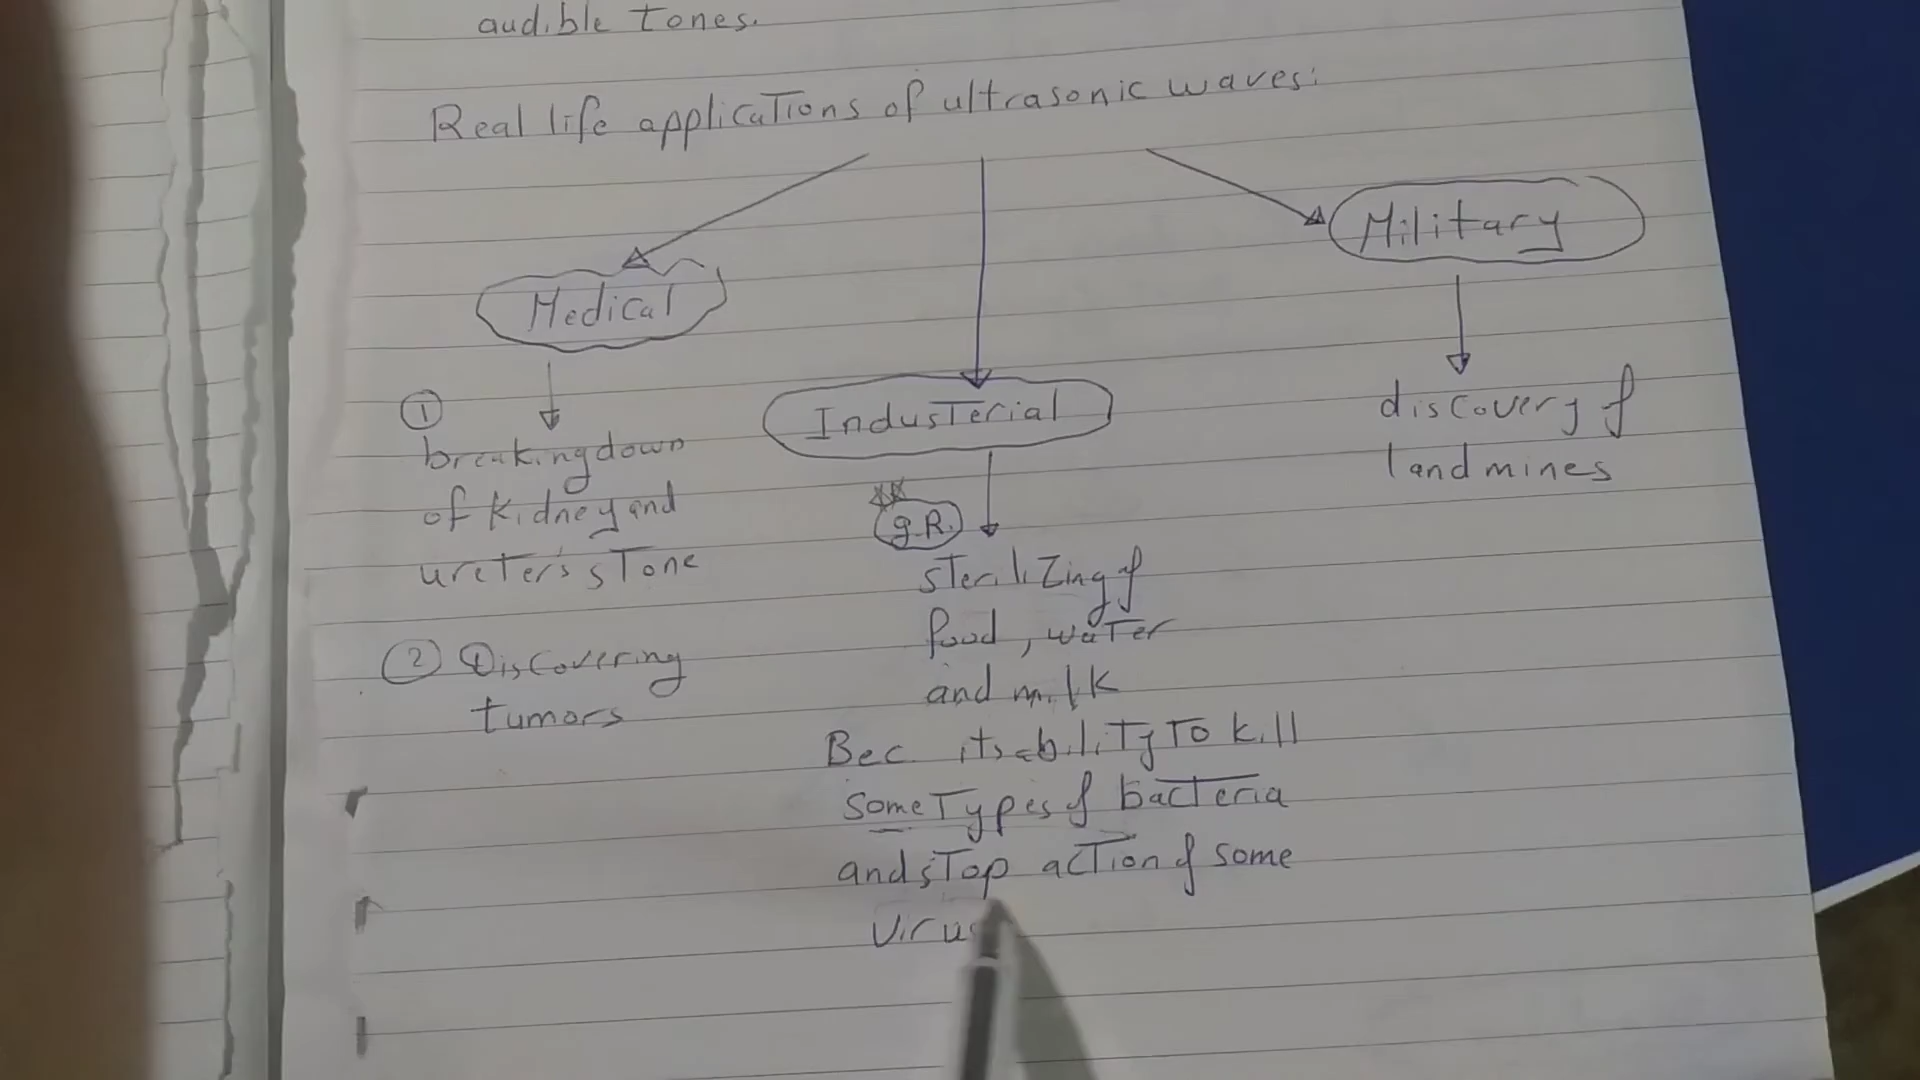 audible tones.
Real life applications of ultrasonic waves:
Military
Medical
Industerial
①
breaking down
of kidney and
ureter's stone
② Discovering
tumors
g.R.
sterilizing of
food, water
and milk
Bec. its ability to kill
some types of bacteria
and stop action of some
discovery of
land mines